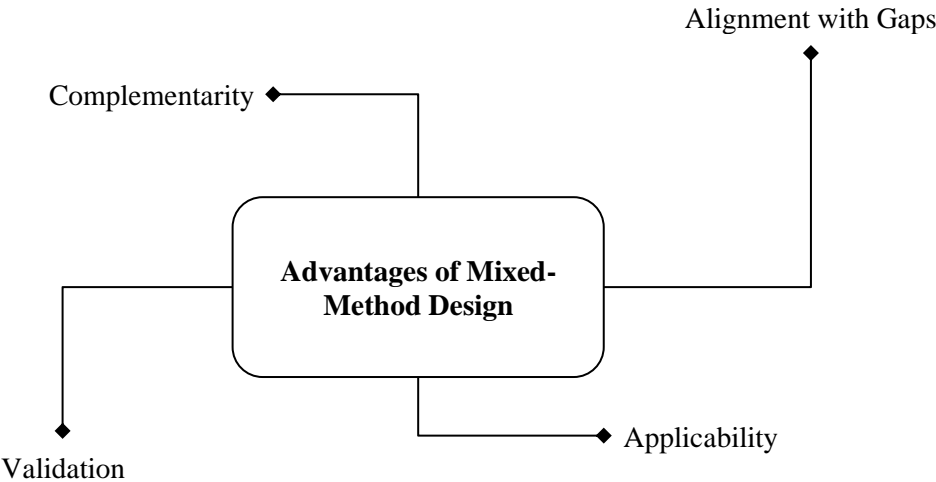 Alignment with Gaps
Complementarity
Advantages of Mixed-
Method Design
Applicability
Validation